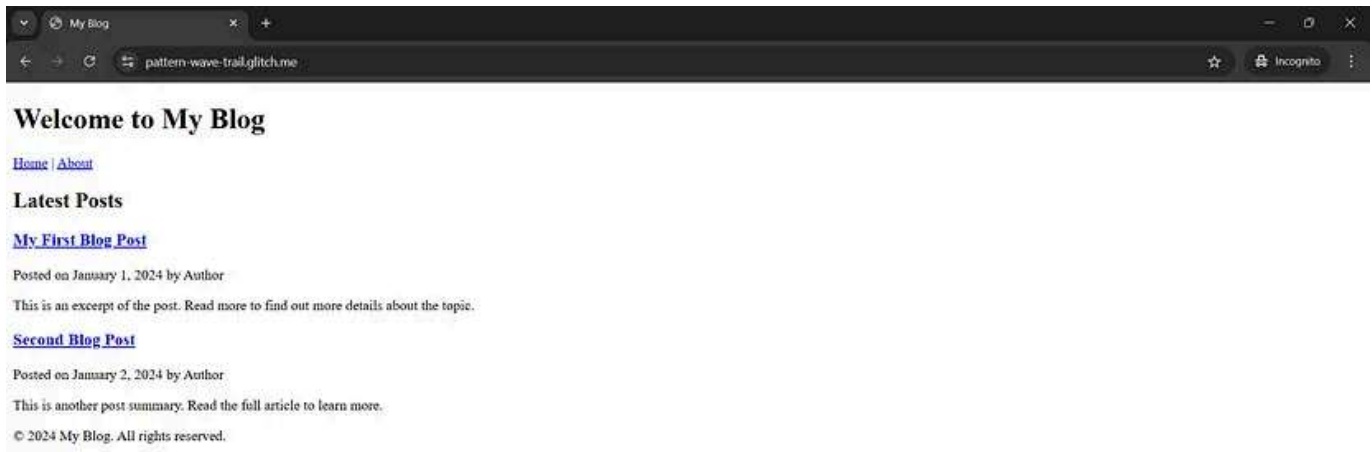 My Blog
pattern-wave-trail.glitch.me
Incognito
Welcome to My Blog
Home | About
Latest Posts
My First Blog Post
Posted on January 1, 2024 by Author
This is an excerpt of the post. Read more to find out more details about the topic.
Second Blog Post
Posted on January 2, 2024 by Author
This is another post summary. Read the full article to learn more.
© 2024 My Blog. All rights reserved.